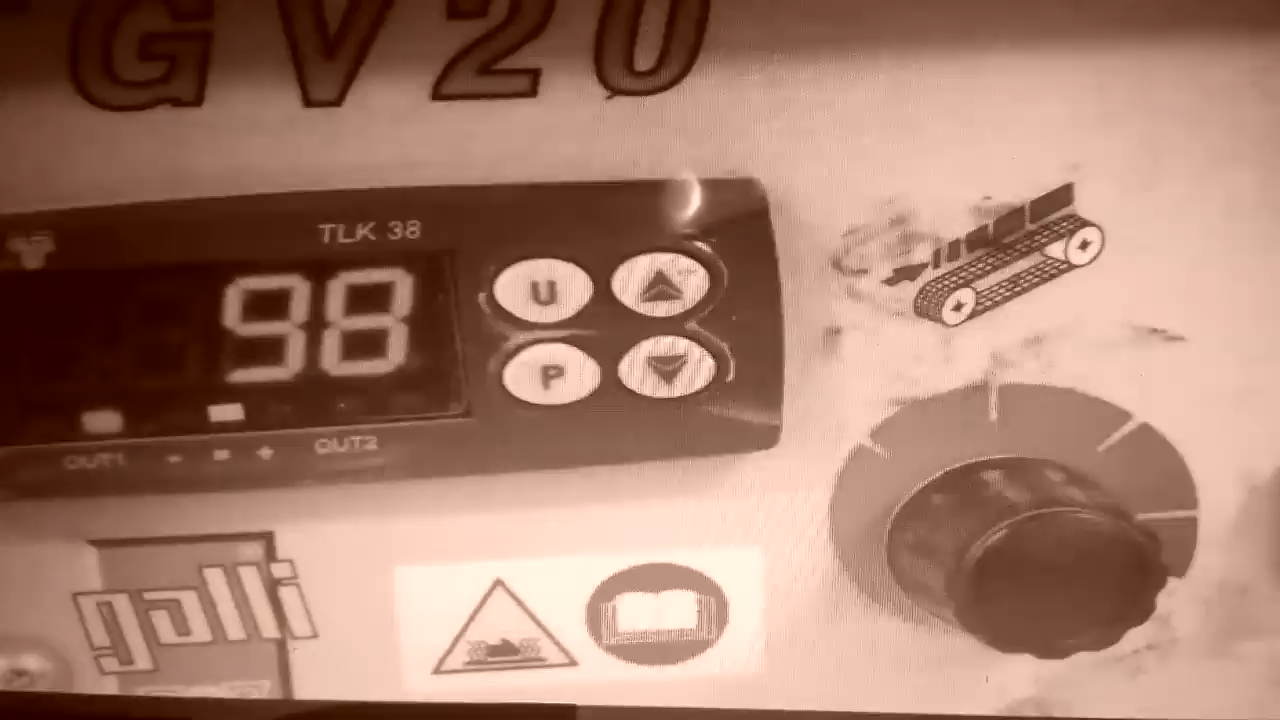 GV20
TLK 38
98
U
P
OUT1 - = + OUT2
galli